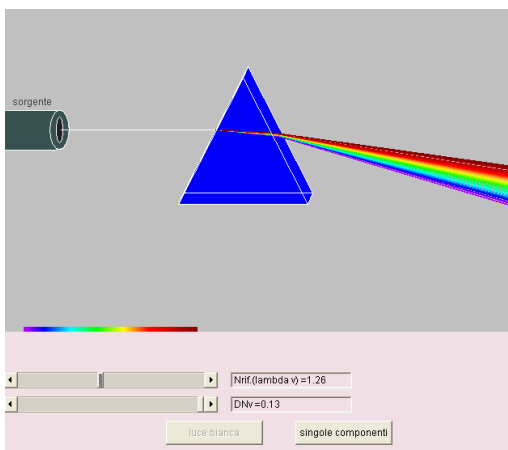 sorgente
Nrif.(lambda v) =1.26
DNv =0.13
luce bianca
singole componenti